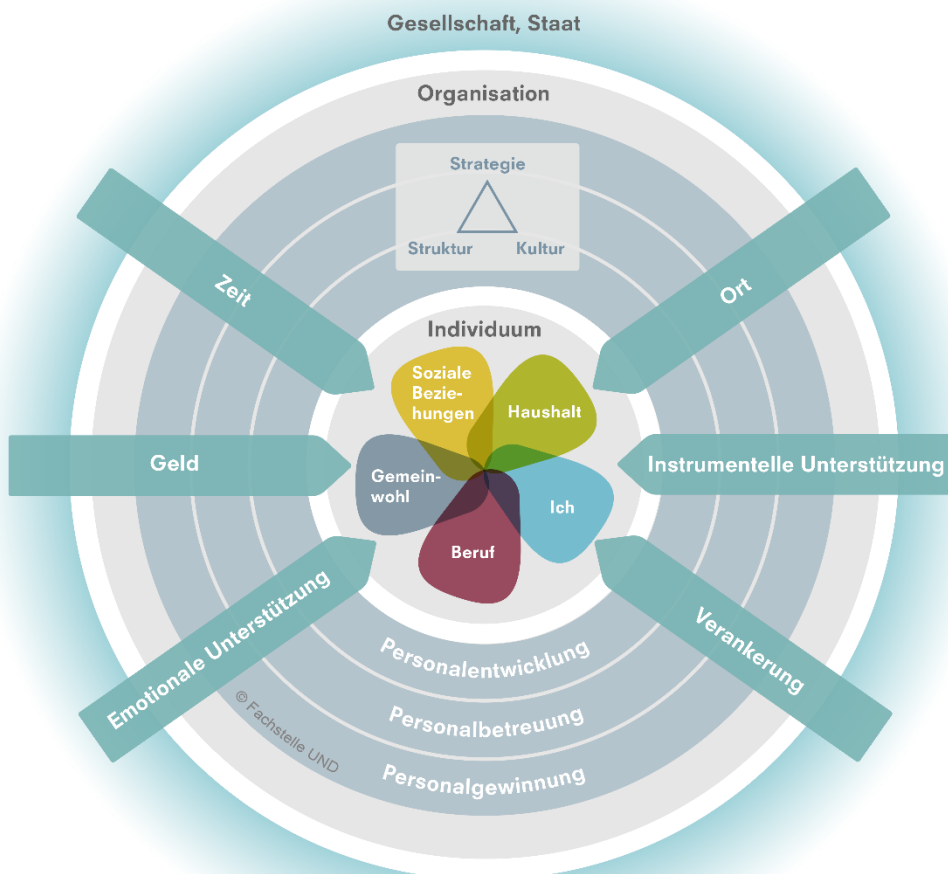 Gesellschaft, Staat
Organisation
Strategie
Struktur
Kultur
Zeit
Ort
Individuum
Soziale
Bezie-
hungen
Haushalt
Geld
Instrumentelle Unterstützung
Gemein-
wohl
Ich
Beruf
Emotionale Unterstützung
Verankerung
Personalentwicklung
Personalbetreuung
Personalgewinnung
© Fachstelle UND